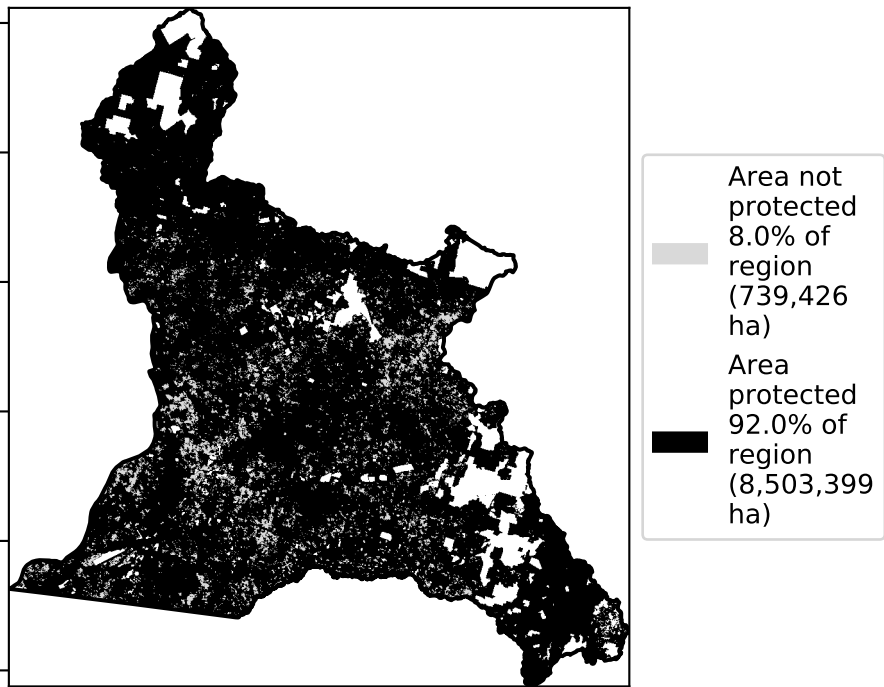 Area not
protected
8.0% of
region
(739,426
ha)
Area
protected
92.0% of
region
(8,503,399
ha)